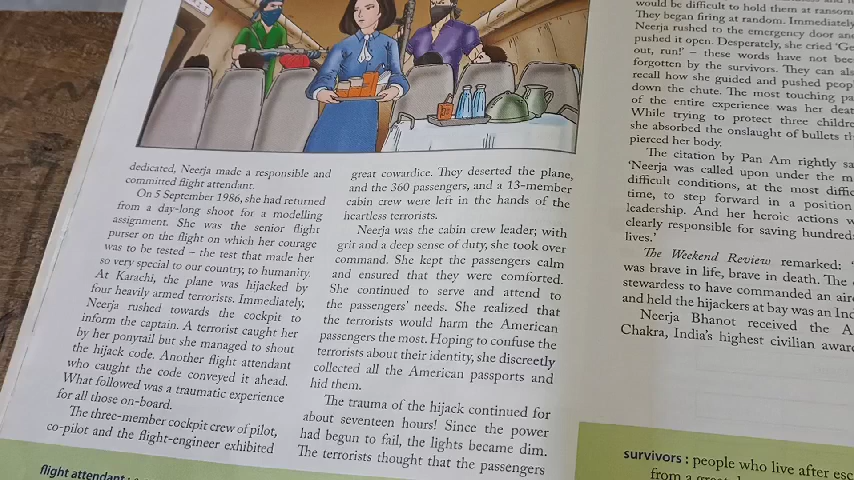 dedicated, Neerja made a responsible and
committed flight attendant.
On 5 September 1986, she had returned
from a day-long shoot for a modelling
assignment. She was the senior flight
purser on the flight on which her courage
was to be tested – the test that made her
so very special to our country, to humanity.
At Karachi, the plane was hijacked by
four heavily armed terrorists. Immediately,
Neerja rushed towards the cockpit to
inform the captain. A terrorist caught her
by her ponytail but she managed to shout
the hijack code. Another flight attendant
who caught the code conveyed it ahead.
What followed was a traumatic experience
for all those on-board.
The three-member cockpit crew of pilot,
co-pilot and the flight-engineer exhibited
great cowardice. They deserted the plane,
and the 360 passengers, and a 13-member
cabin crew were left in the hands of the
heartless terrorists.
Neerja was the cabin crew leader; with
grit and a deep sense of duty, she took over
command. She kept the passengers calm
and ensured that they were comforted.
She continued to serve and attend to
the passengers' needs. She realized that
the terrorists would harm the American
passengers the most. Hoping to confuse the
terrorists about their identity, she discreetly
collected all the American passports and
hid them.
The trauma of the hijack continued for
about seventeen hours! Since the power
had begun to fail, the lights became dim.
The terrorists thought that the passengers
would be difficult to hold them at ransom
They began firing at random. Immediately
Neerja rushed to the emergency door and
pushed it open. Desperately, she cried 'Ge
out, run!' – these words have not bee
forgotten by the survivors. They can als
recall how she guided and pushed peop
down the chute. The most touching pa
of the entire experience was her deat
While trying to protect three childre
she absorbed the onslaught of bullets th
pierced her body.
The citation by Pan Am rightly sa
'Neerja was called upon under the m
difficult conditions, at the most diffic
time, to step forward in a position
leadership. And her heroic actions w
clearly responsible for saving hundred
lives.'
The Weekend Review remarked: '
was brave in life, brave in death. The
stewardess to have commanded an airc
and held the hijackers at bay was an Inc
Neerja Bhanot received the A
Chakra, India's highest civilian awar
flight attendant :
survivors : people who live after esc